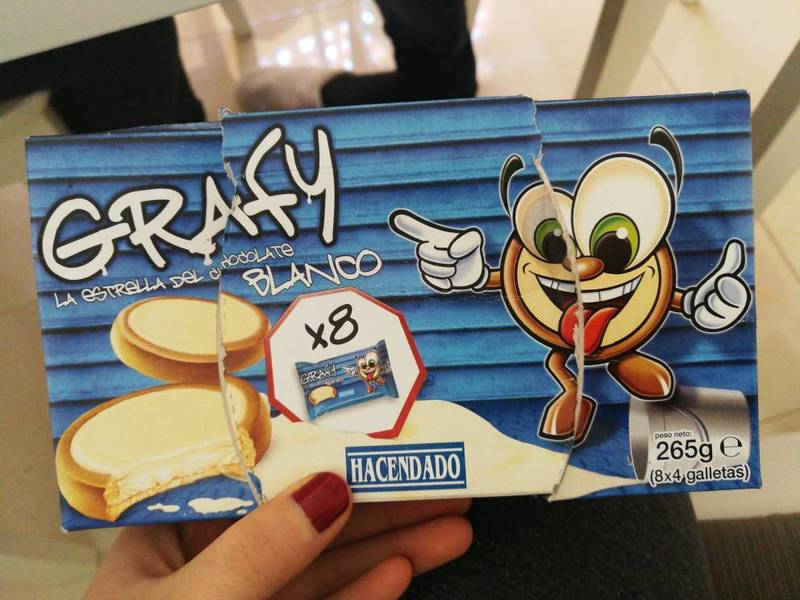 GRAFY
LA ESTRELLA DEL CHOCOLATE
BLANCO
x8
GRAFY
HACENDADO
peso neto:
265g e
(8x4 galletas)